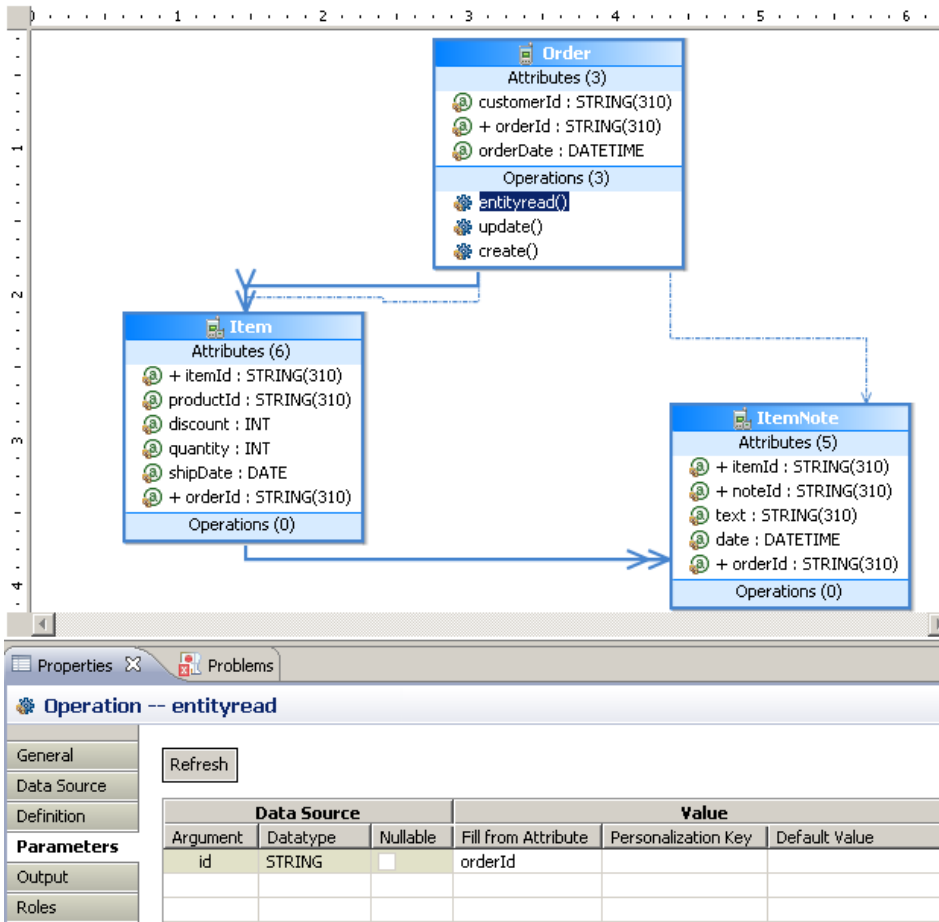 1 2 3 4 5 6
1
2
3
4
Order
Attributes (3)
customerId : STRING(310)
+ orderId : STRING(310)
orderDate : DATETIME
Operations (3)
entityread()
update()
create()
Item
Attributes (6)
+ itemId : STRING(310)
productId : STRING(310)
discount : INT
quantity : INT
shipDate : DATE
+ orderId : STRING(310)
Operations (0)
ItemNote
Attributes (5)
+ itemId : STRING(310)
+ noteId : STRING(310)
text : STRING(310)
date : DATETIME
+ orderId : STRING(310)
Operations (0)
Properties Problems
Operation -- entityread
General
Data Source
Definition
Parameters
Output
Roles
Refresh
Data Source Value
Argument Datatype Nullable Fill from Attribute Personalization Key Default Value
id STRING orderId